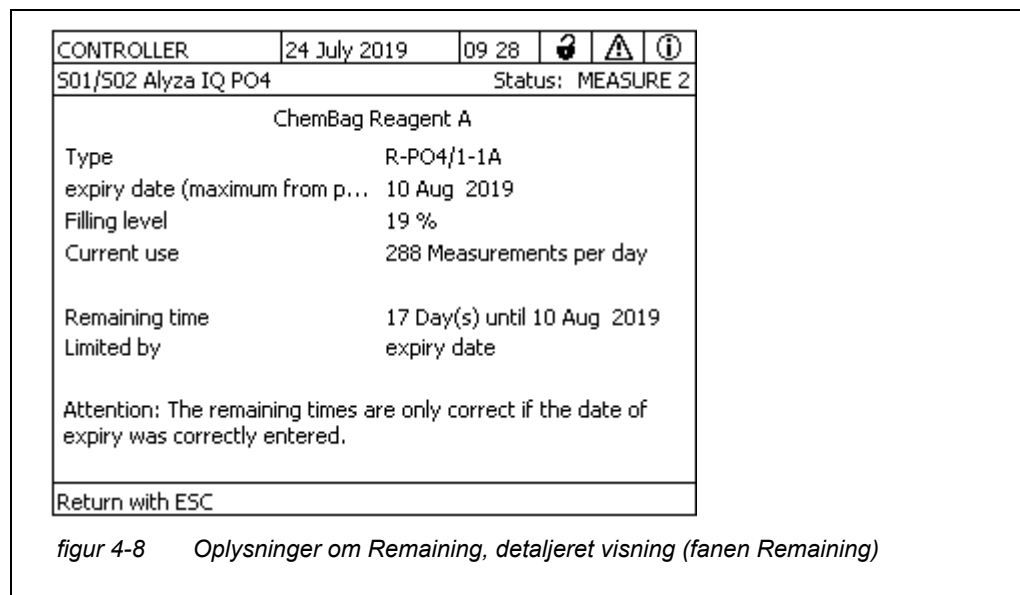 CONTROLLER 24 July 2019 09 28
S01/S02 Alyza IQ PO4 Status: MEASURE 2
ChemBag Reagent A
Type R-PO4/1-1A
expiry date (maximum from p... 10 Aug 2019
Filling level 19 %
Current use 288 Measurements per day
Remaining time 17 Day(s) until 10 Aug 2019
Limited by expiry date
Attention: The remaining times are only correct if the date of
expiry was correctly entered.
Return with ESC
figur 4-8 Oplysninger om Remaining, detaljeret visning (fanen Remaining)